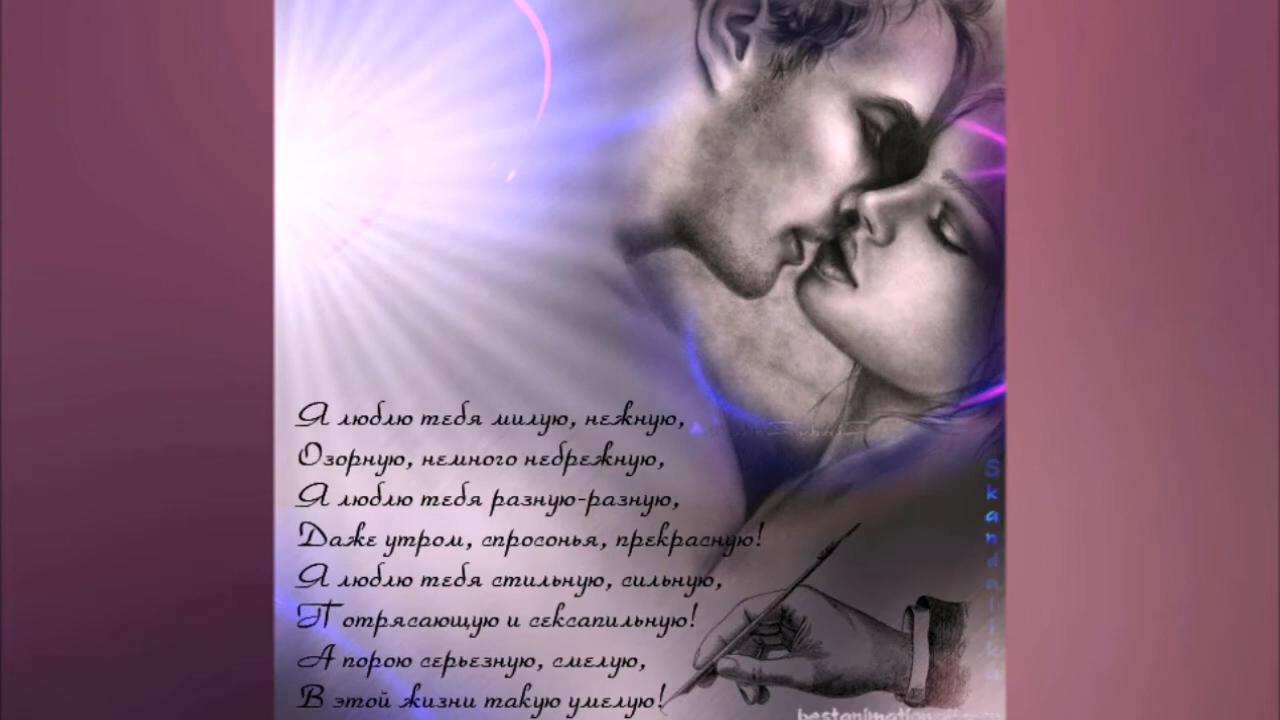 Я люблю тебя милую, нежную,
Озорную, немного небрежную,
Я люблю тебя разную-разную,
Даже утром, спросонья, прекрасную!
Я люблю тебя стильную, сильную,
Потрясающую и сексапильную!
А порою серьезную, смелую,
В этой жизни такую умелую!